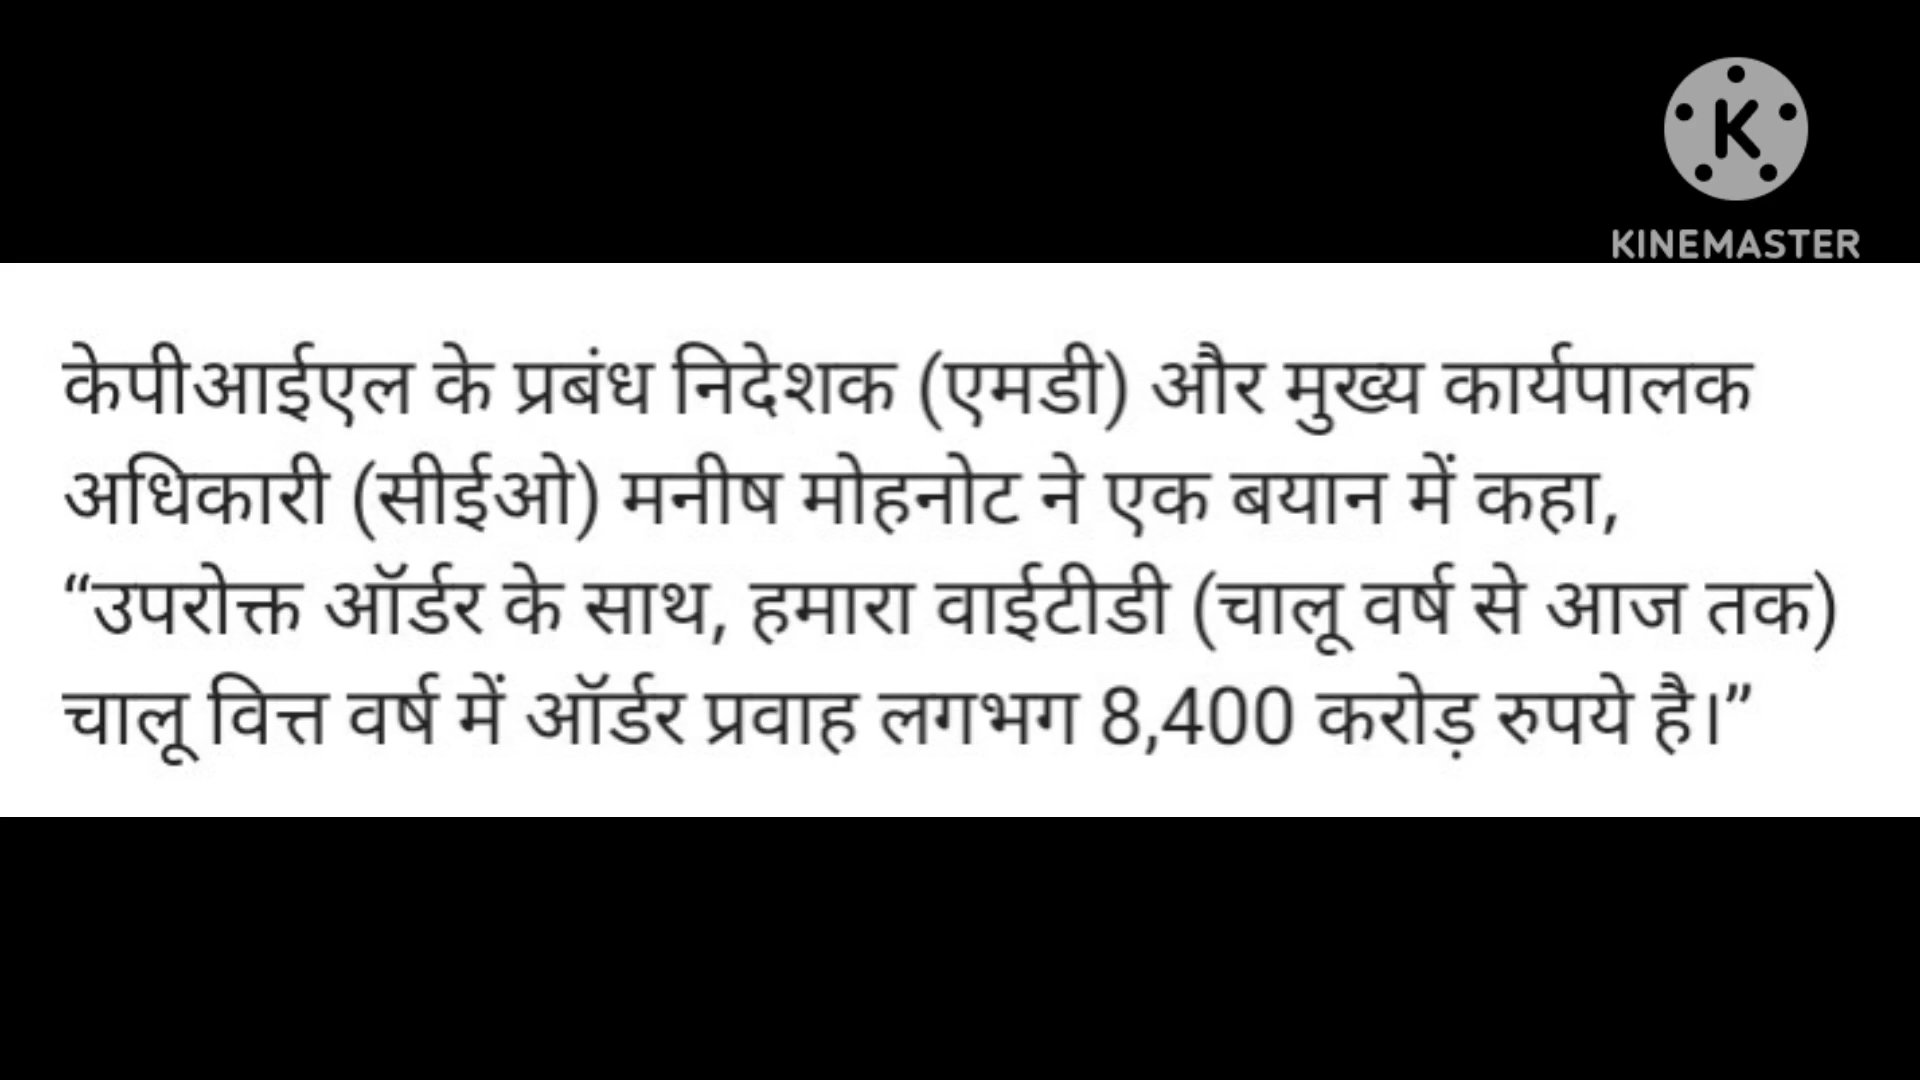 K
KINEMASTER
केपीआईएल के प्रबंध निदेशक (एमडी) और मुख्य कार्यपालक
अधिकारी (सीईओ) मनीष मोहनोट ने एक बयान में कहा,
“उपरोक्त ऑर्डर के साथ, हमारा वाईटीडी (चालू वर्ष से आज तक)
चालू वित्त वर्ष में ऑर्डर प्रवाह लगभग 8,400 करोड़ रुपये है।”